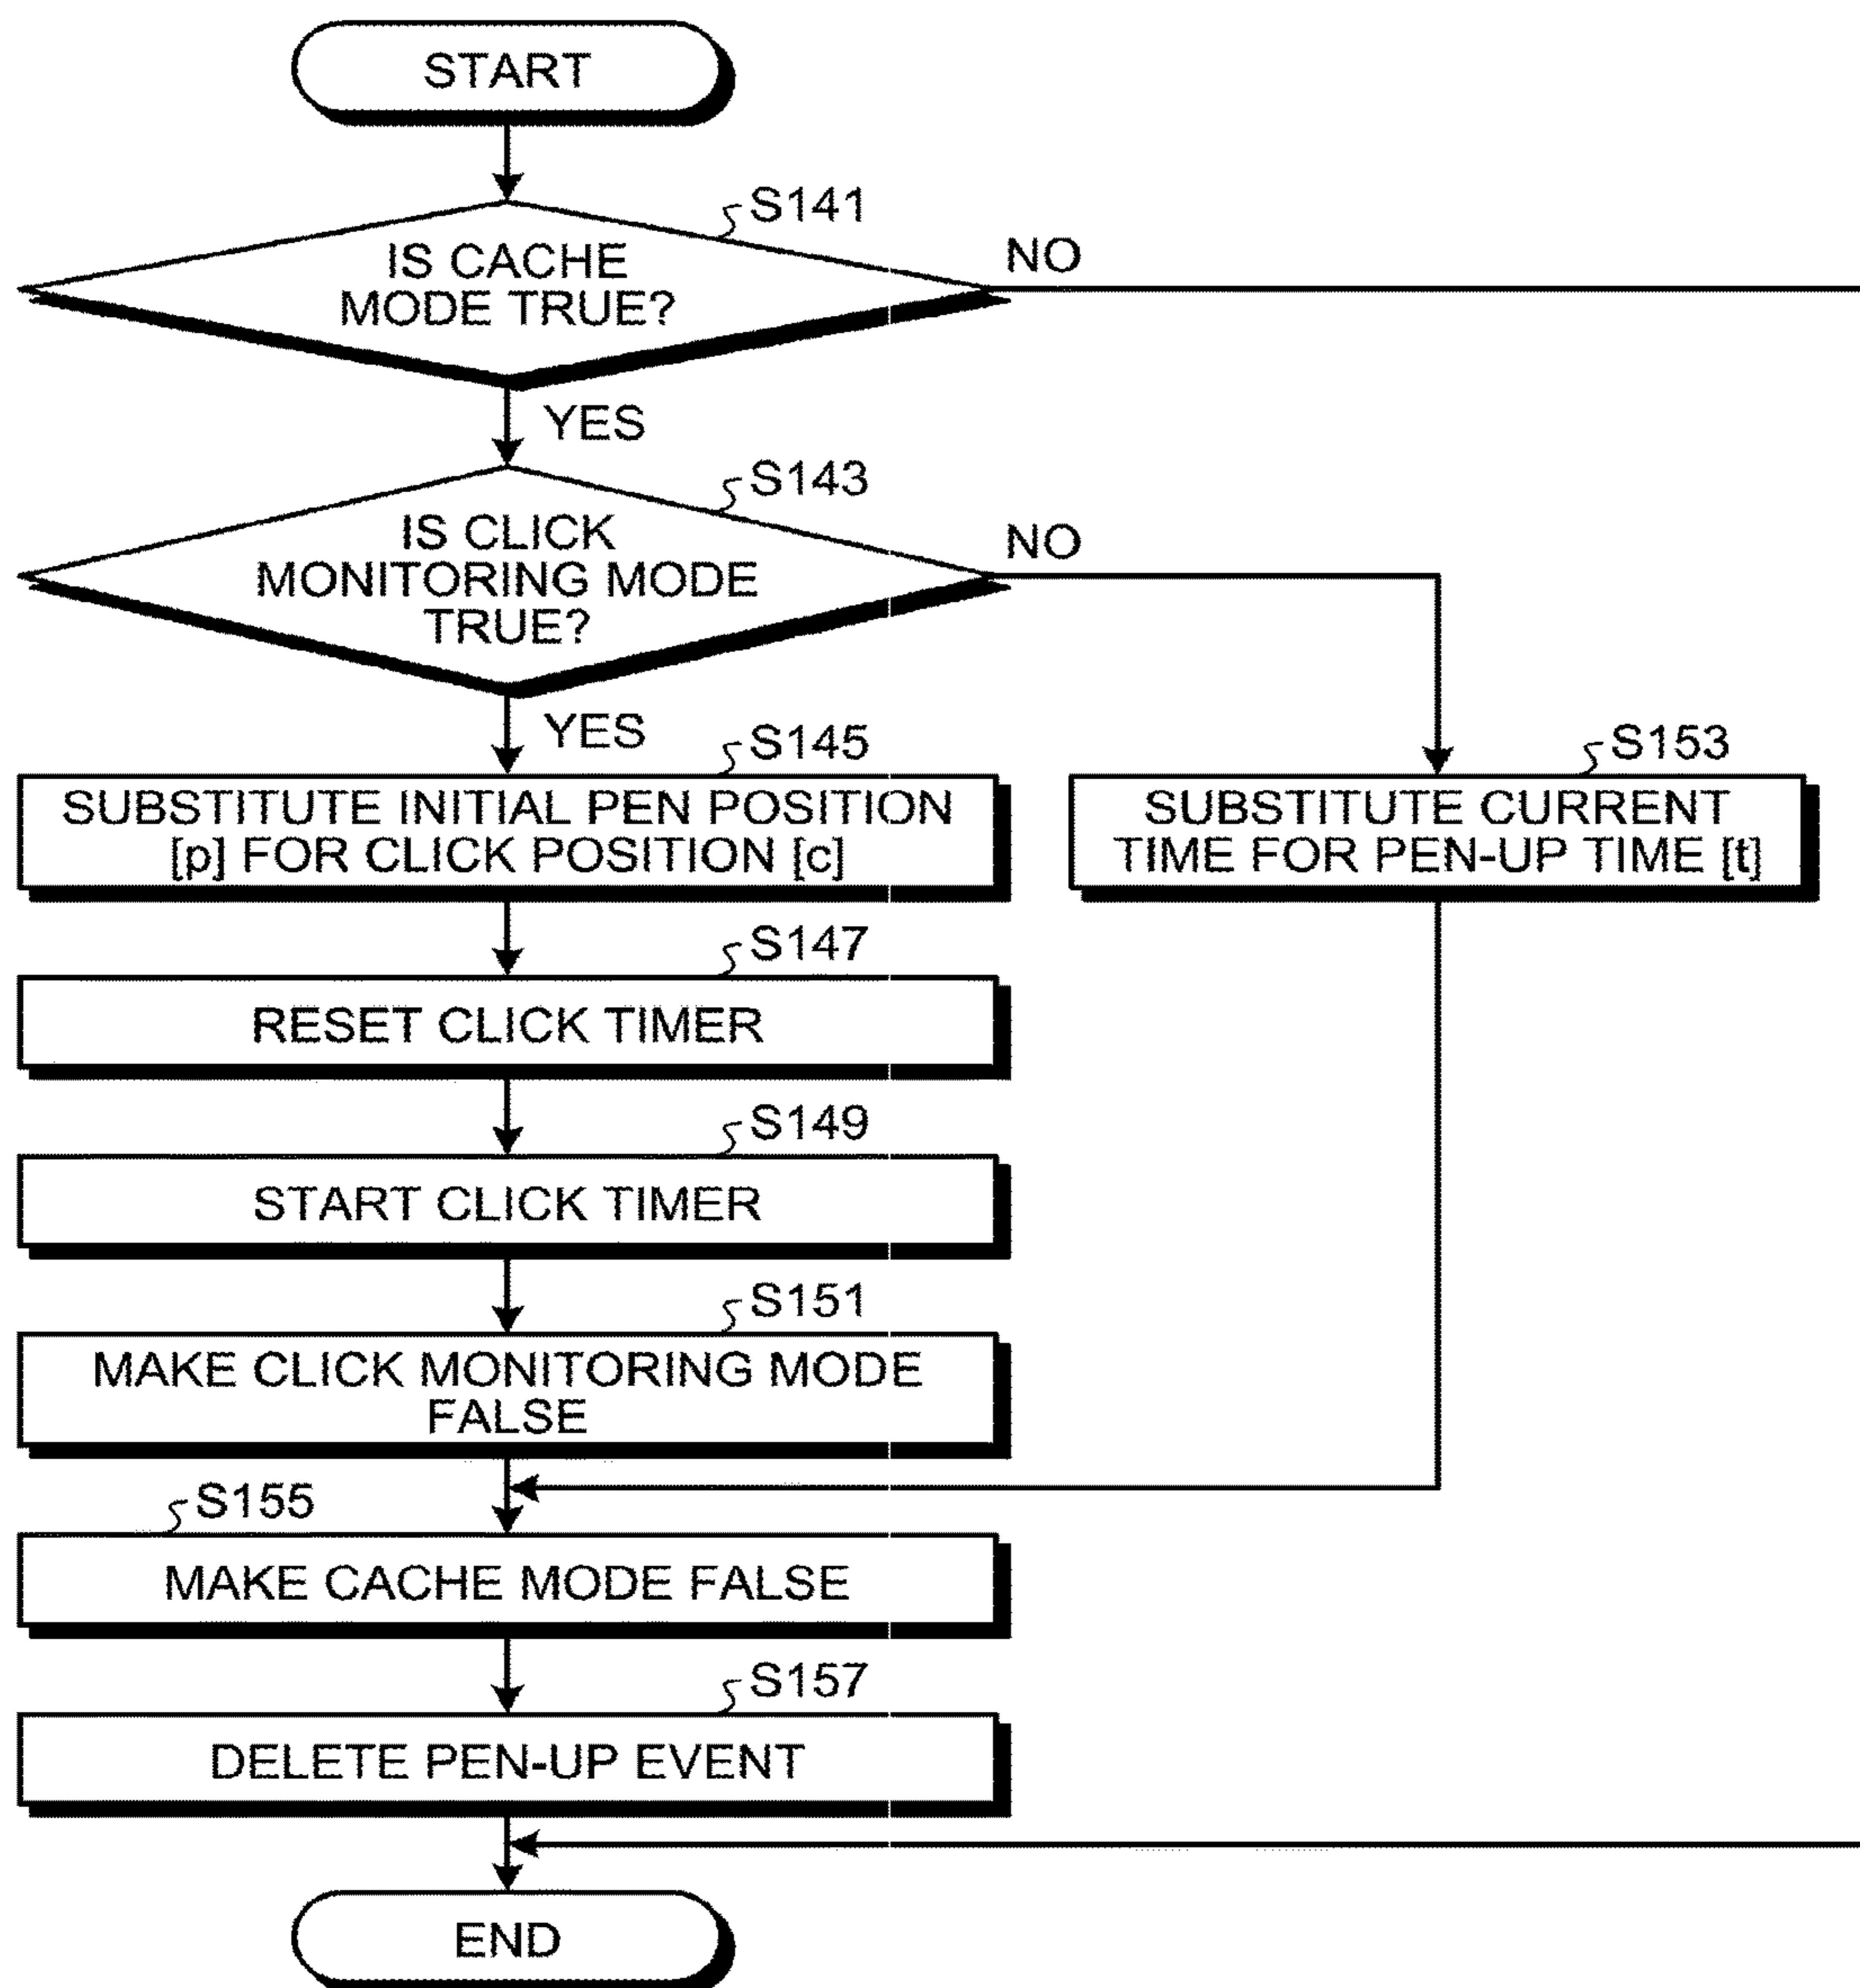 START
S141
IS CACHE
MODE TRUE?
NO
YES
S143
IS CLICK
MONITORING MODE
TRUE?
NO
YES
S145
SUBSTITUTE INITIAL PEN POSITION
[p] FOR CLICK POSITION [c]
S153
SUBSTITUTE CURRENT
TIME FOR PEN-UP TIME [t]
S147
RESET CLICK TIMER
S149
START CLICK TIMER
S151
MAKE CLICK MONITORING MODE
FALSE
S155
MAKE CACHE MODE FALSE
S157
DELETE PEN-UP EVENT
END